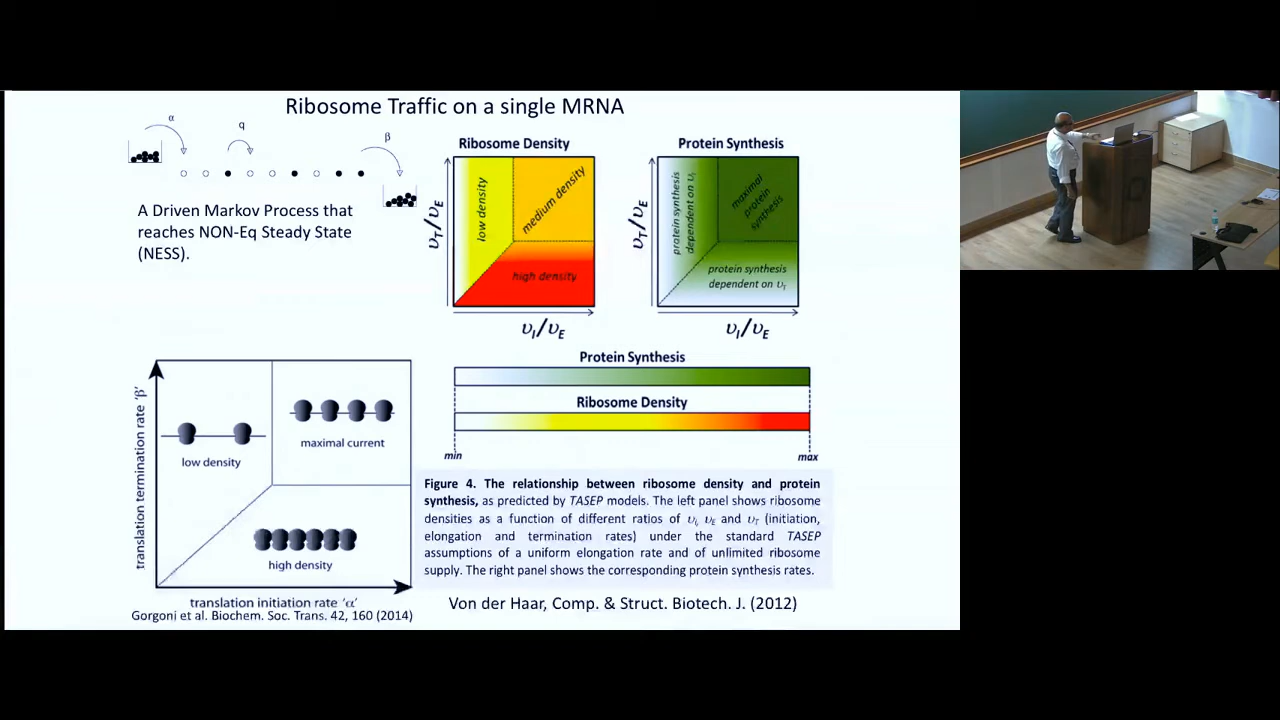 Ribosome Traffic on a single MRNA
α
q
β
A Driven Markov Process that
reaches NON-Eq Steady State
(NESS).
Ribosome Density
low density
medium density
high density
υT/υE
υI/υE
Protein Synthesis
protein synthesis
dependent on υI
maximal
protein
synthesis
protein synthesis
dependent on υT
υT/υE
υI/υE
Protein Synthesis
Ribosome Density
min
max
translation termination rate 'β'
low density
maximal current
high density
translation initiation rate 'α'
Gorgoni et al. Biochem. Soc. Trans. 42, 160 (2014)
Figure 4. The relationship between ribosome density and protein
synthesis, as predicted by TASEP models. The left panel shows ribosome
densities as a function of different ratios of υI, υE and υT (initiation,
elongation and termination rates) under the standard TASEP
assumptions of a uniform elongation rate and of unlimited ribosome
supply. The right panel shows the corresponding protein synthesis rates.
Von der Haar, Comp. & Struct. Biotech. J. (2012)